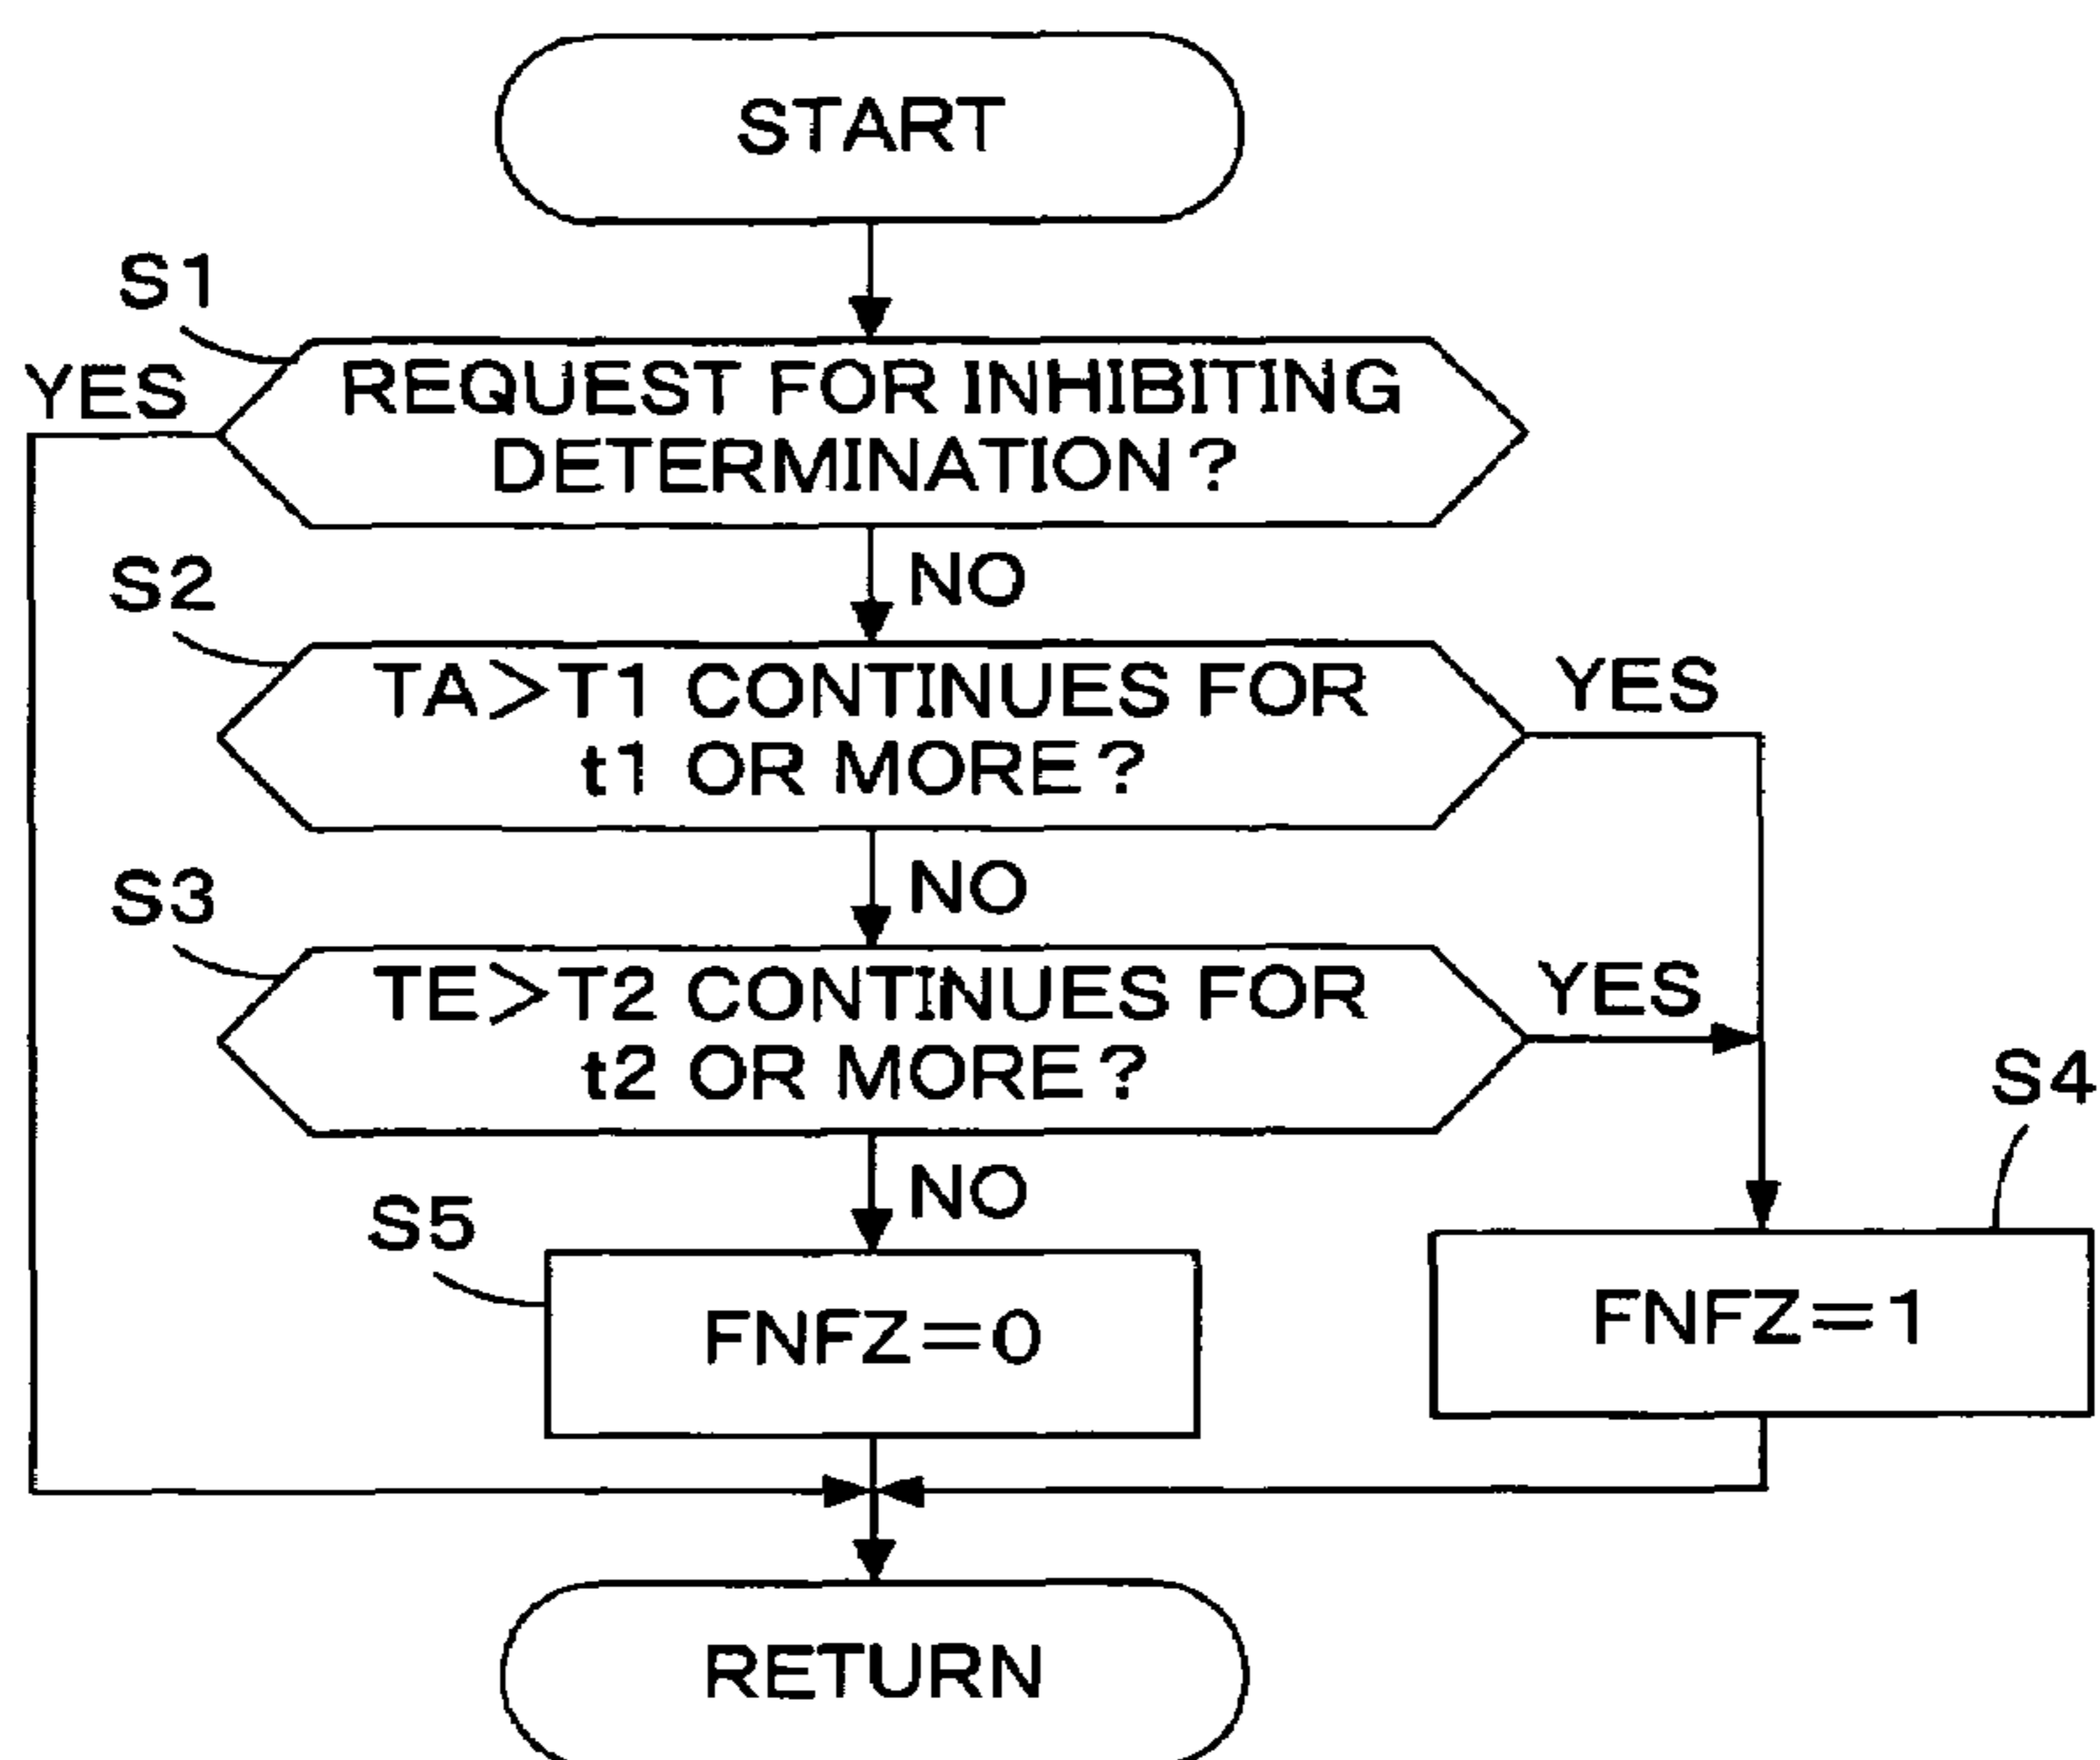 START
S1
YES
REQUEST FOR INHIBITING
DETERMINATION?
NO
S2
TA>T1 CONTINUES FOR
t1 OR MORE?
YES
NO
S3
TE>T2 CONTINUES FOR
t2 OR MORE?
YES
S4
NO
S5
FNFZ=0
FNFZ=1
RETURN